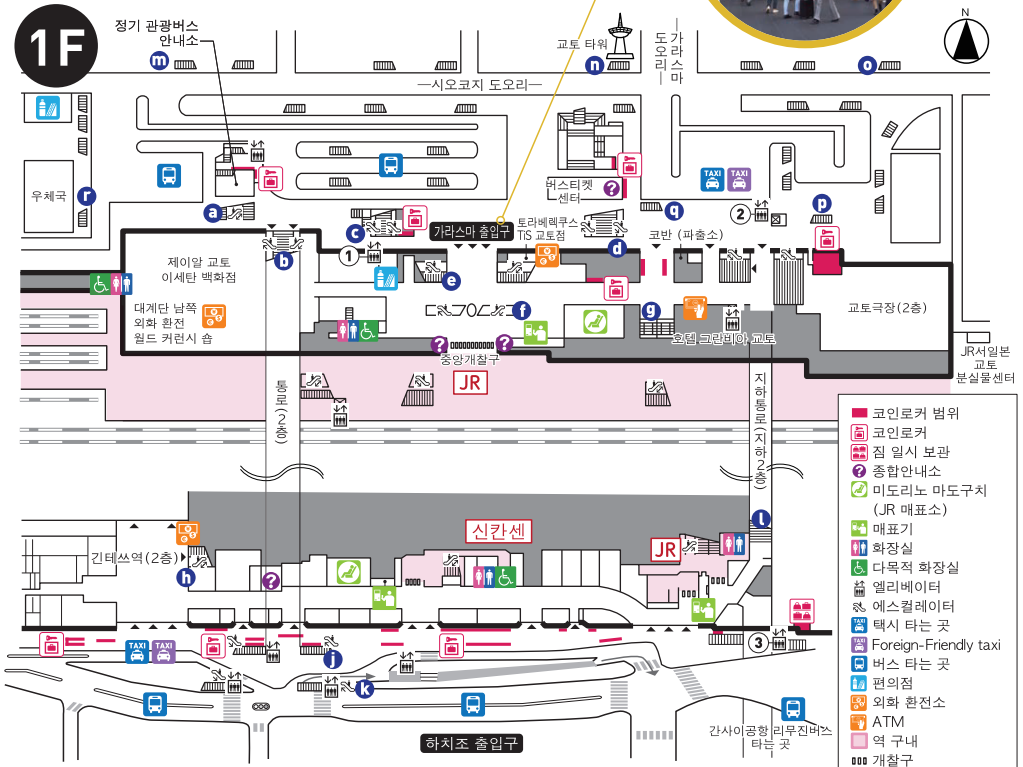 1F
정기 관광버스
안내소
m
교토 타워
n
가라스마
도오리
o
N
시오코지 도오리
우체국
r
a
버스티켓
센터
?
TAXI
TAXI
q
2
p
c
가라스마 출입구
토라베렉쿠스
TiS 교토점
d
코반 (파출소)
1
b
e
제이알 교토
이세탄 백화점
대계단 남쪽
외화 환전
월드 커런시 숍
f
g
호텔 그란비아 교토
교토극장(2층)
?
?
중앙개찰구
JR
JR서일본
교토
분실물센터
통로(2층)
지하통로(지하2층)
신칸센
JR
l
긴테쓰역(2층)
h
?
TAXI
TAXI
j
k
3
하치조 출입구
간사이공항 리무진버스
타는 곳
코인로커 범위
코인로커
짐 일시 보관
? 종합안내소
미도리노 마도구치
(JR 매표소)
매표기
화장실
다목적 화장실
엘리베이터
에스컬레이터
TAXI 택시 타는 곳
TAXI Foreign-Friendly taxi
버스 타는 곳
편의점
외화 환전소
ATM
역 구내
개찰구